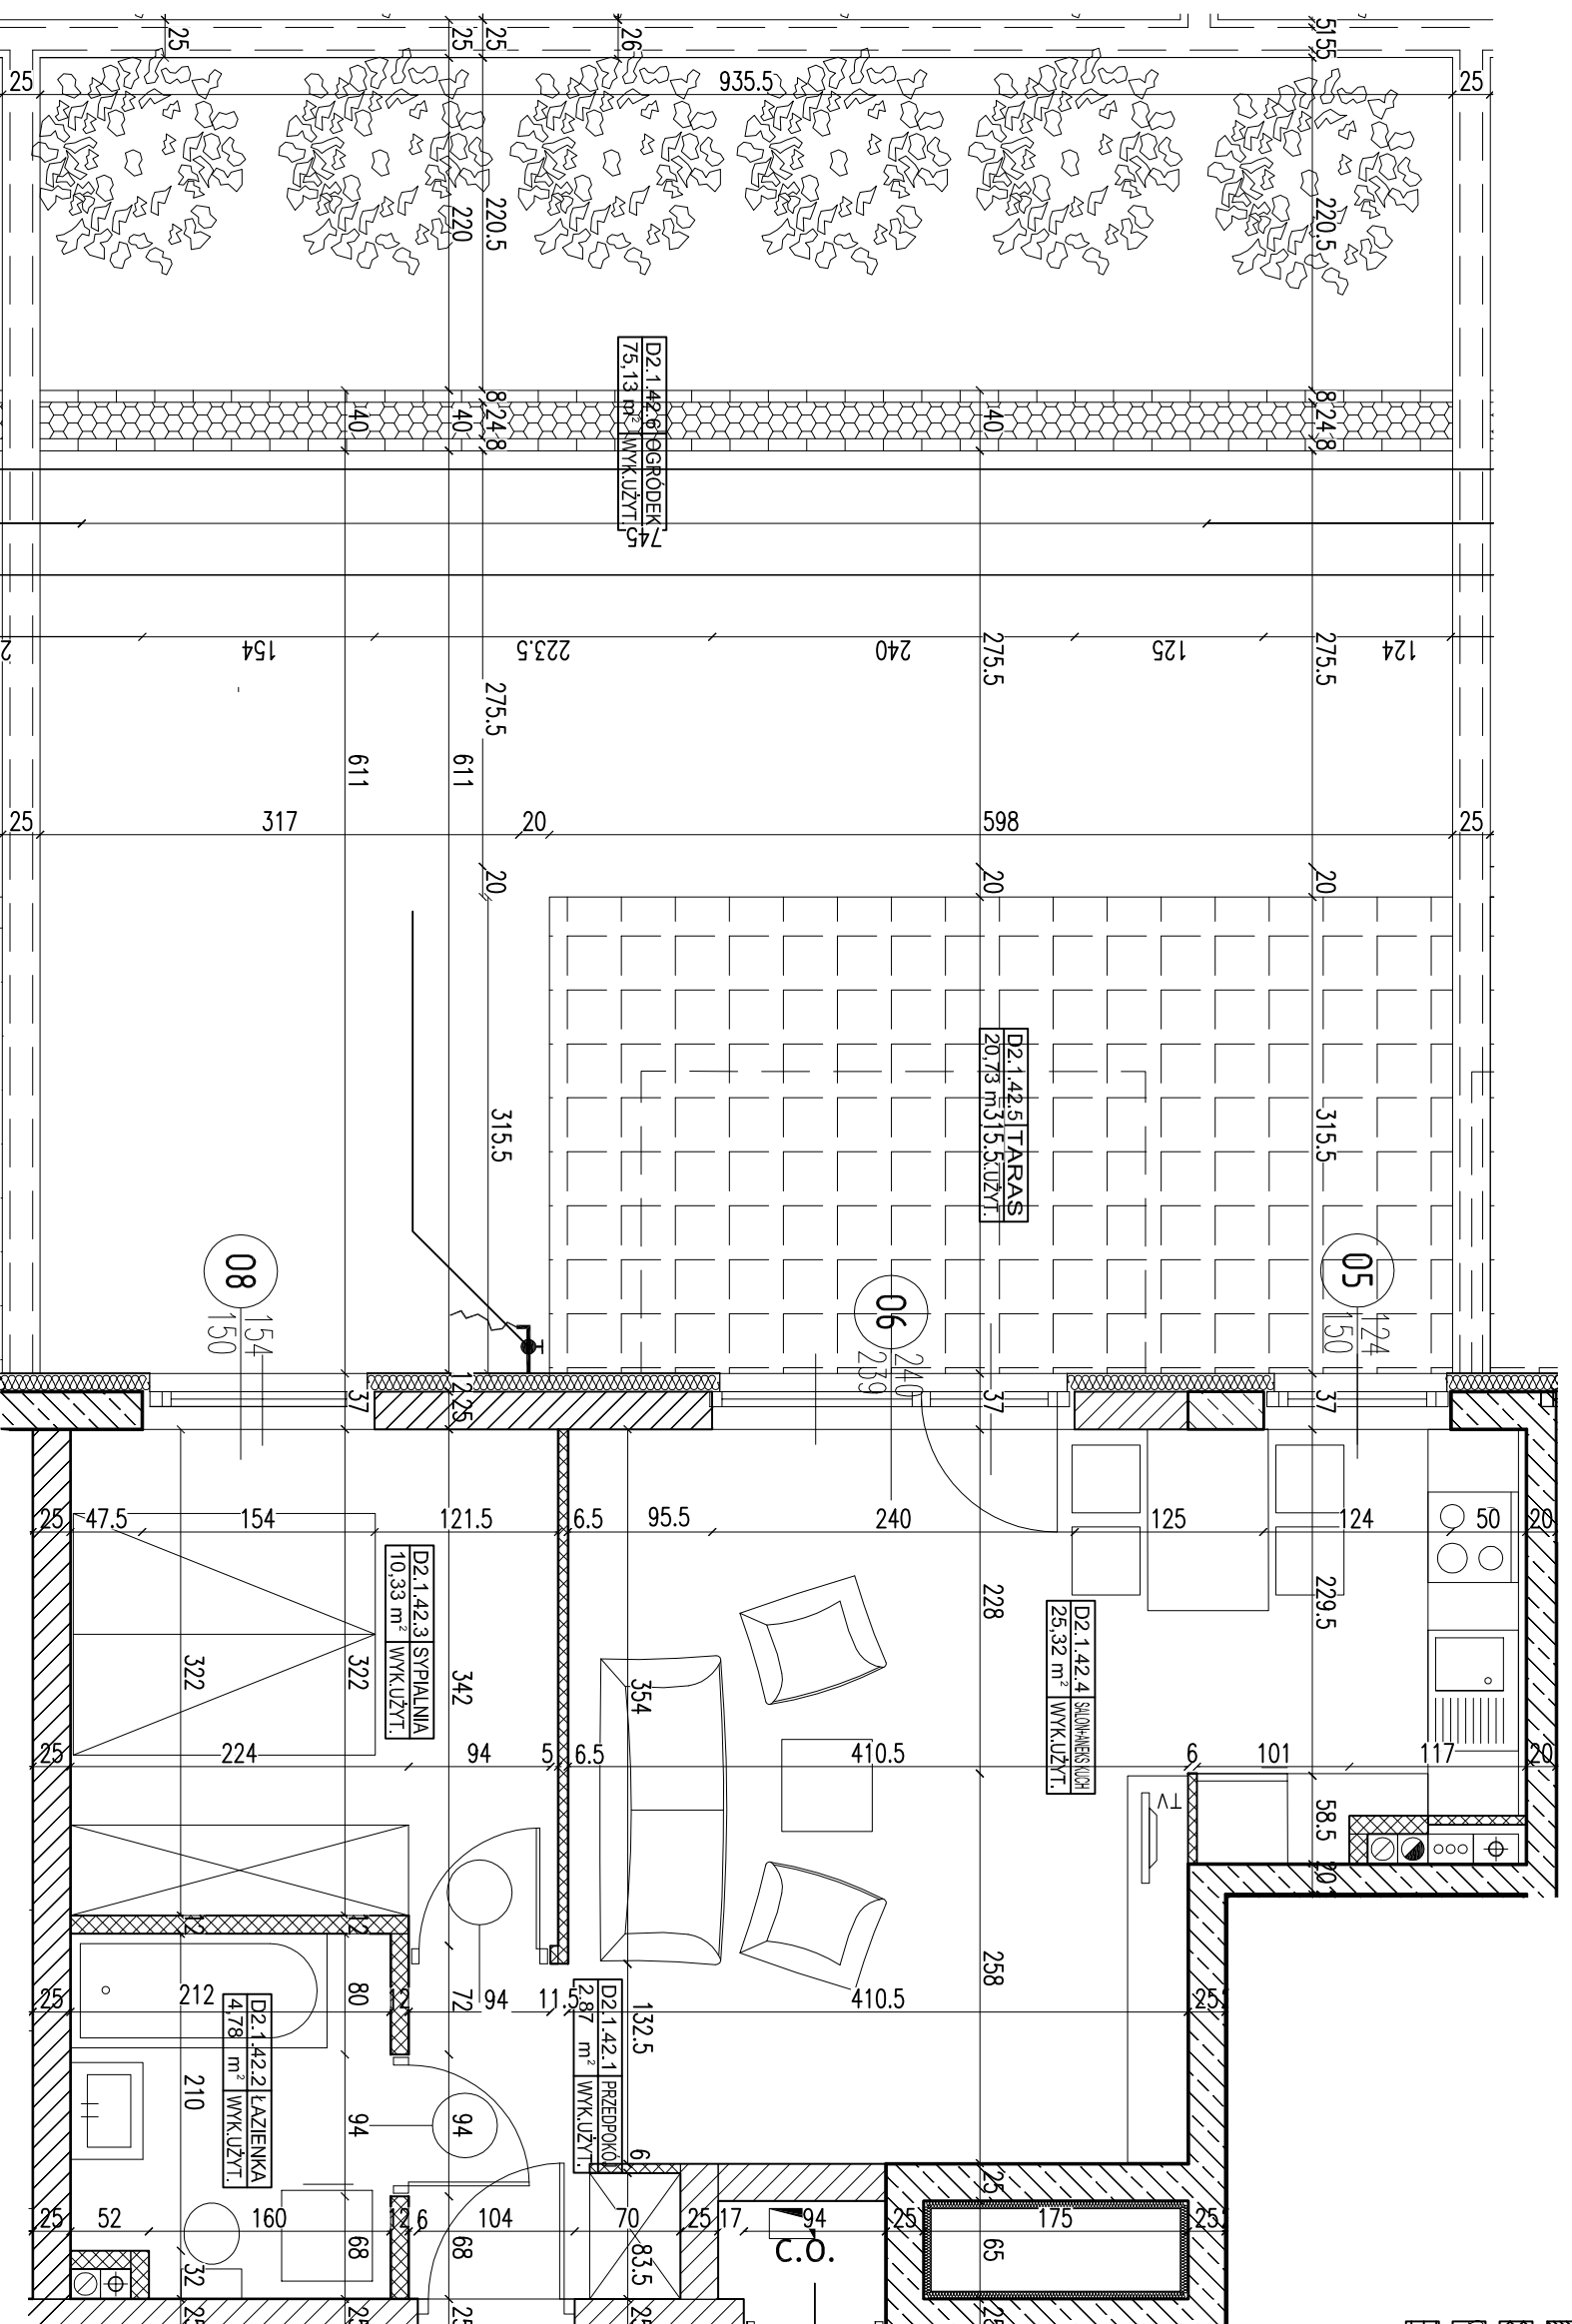 25 25 25 26 5155
25 935.5 25
220 220.5 220.5
D2.1.42.6 OGRÓDEK
75,13 m² WYK.UŻYT.
40 40 8 24 8 40 8 24 8
745
154 223.5 240 125 124
275.5 275.5 275.5
611 611
25 317 20 598 25
20 20 20
D2.1.42.5 TARAS
20,73 m 315.5 UŻYT.
315.5 315.5
08
154
150
06
240
239
05
124
150
37 12 25 37 37
25 47.5 154 121.5 6.5 95.5 240 125 124 50 20
D2.1.42.3 SYPIALNIA
10,33 m² WYK.UŻYT.
D2.1.42.4 SALON+ANEKS KUCH
25,32 m² WYK.UŻYT.
228 229.5
322 322 342 354
25 224 94 5 6.5 410.5 6 101 117 20
TV
58.5
20
12 12
80 72 258
25 212 12 94 11.5 410.5 25
D2.1.42.2 ŁAZIENKA
4,78 m² WYK.UŻYT.
D2.1.42.1 PRZEDPOKÓJ
2,87 m² WYK.UŻYT.
132.5
210 94 94 6
25
25 52 160 12 6 104 70 25 17 94 25 175 25
32 68 68 83.5 65
C.O.